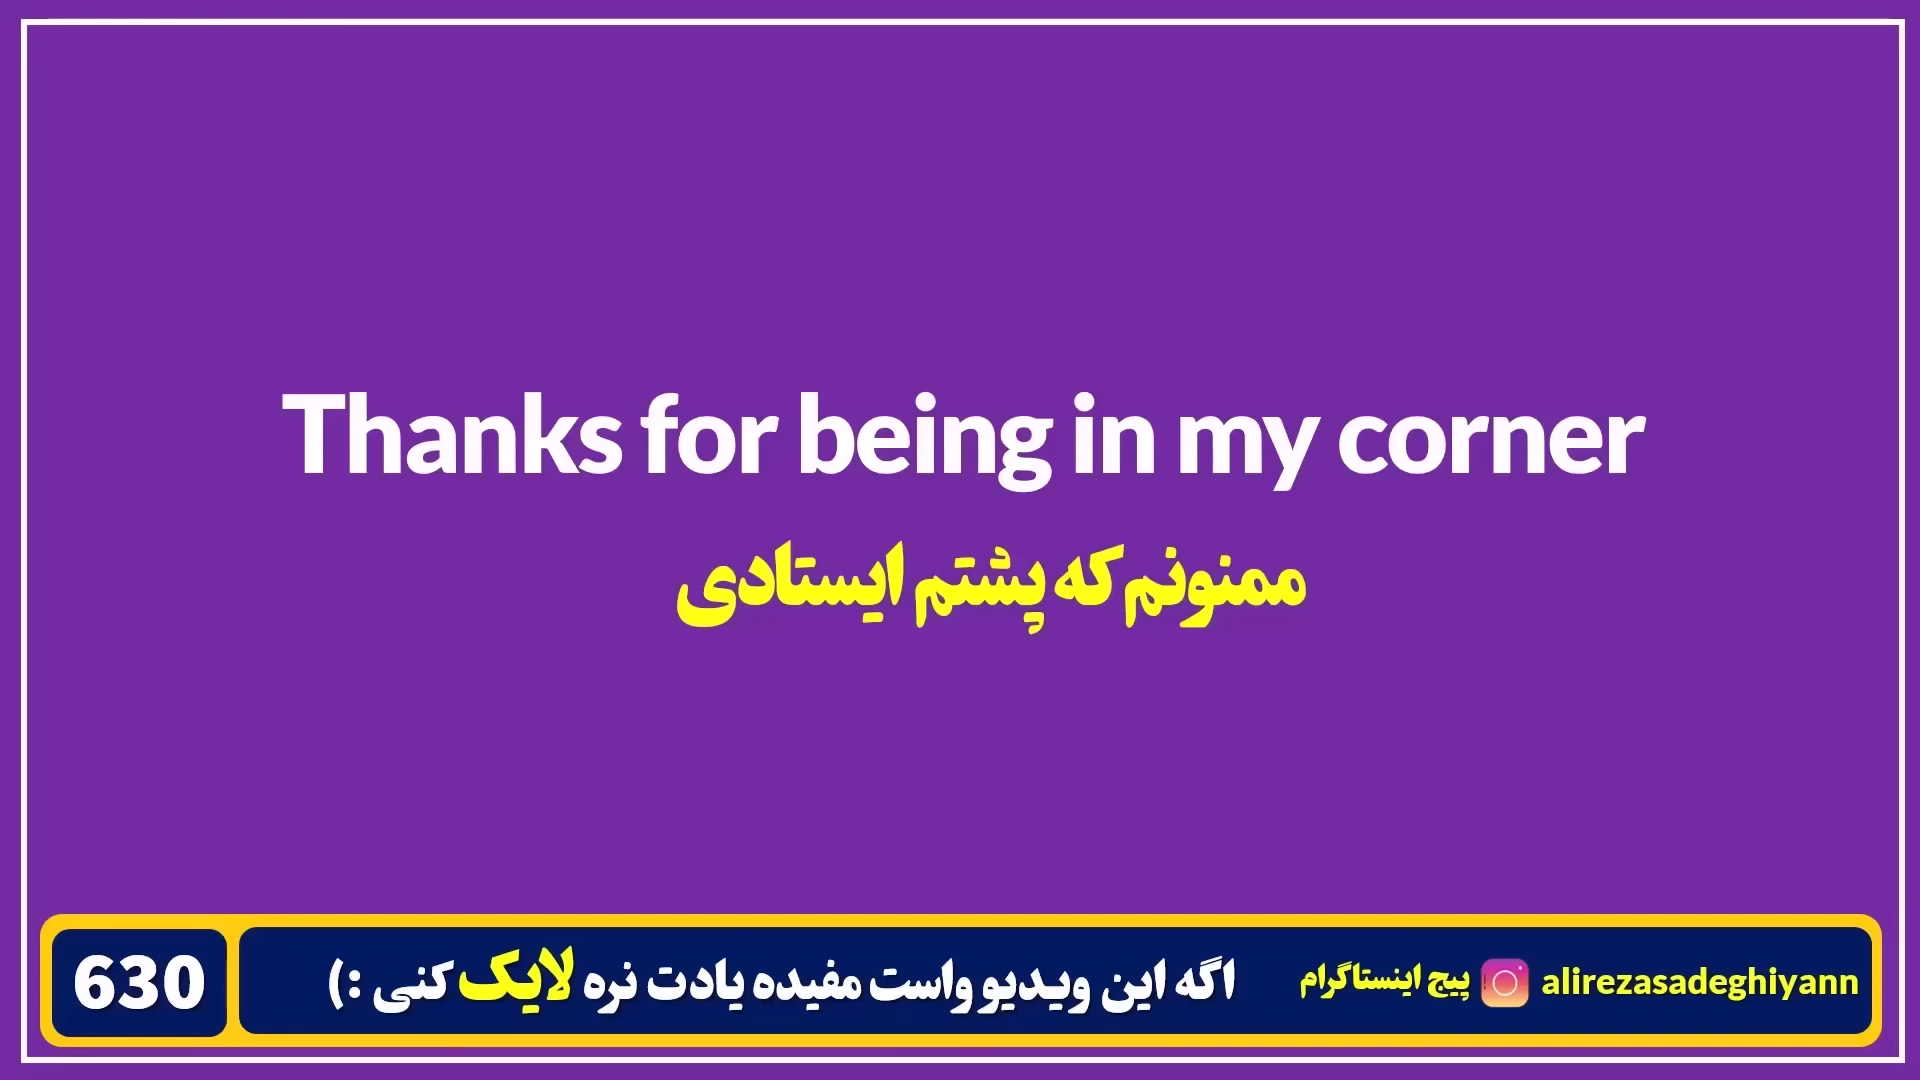 Thanks for being in my corner
ممنونم که پشتم ایستادی
630
اگه این ویدیو واست مفیده یادت نره لایک کنی :)
پیج اینستاگرام
alirezasadeghiyann